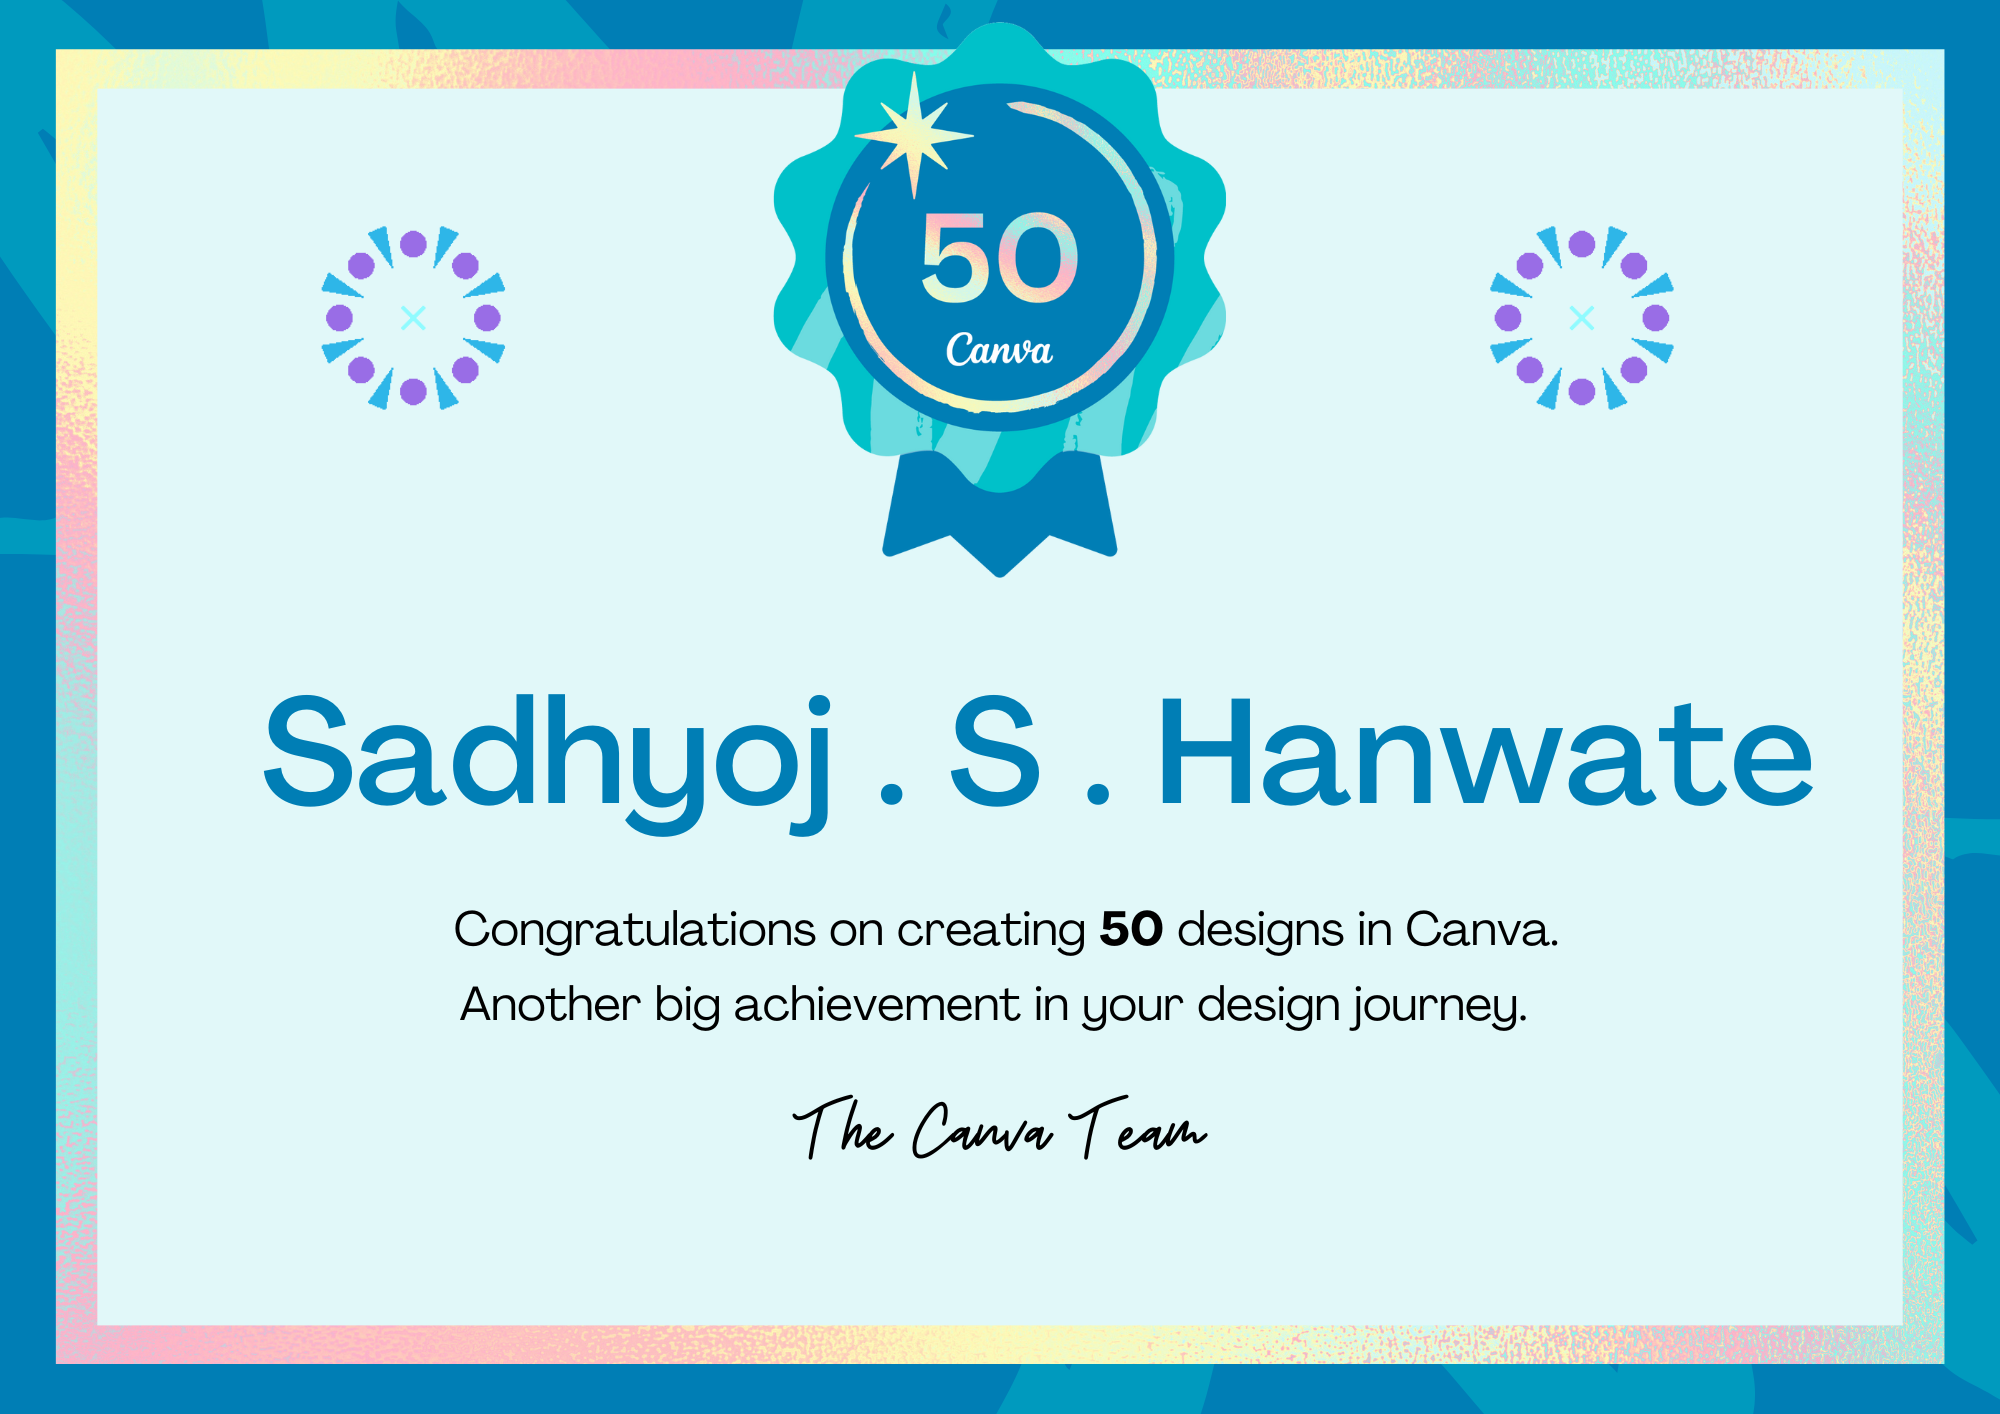 50
Canva
Sadhyoj . S . Hanwate
Congratulations on creating 50 designs in Canva.
Another big achievement in your design journey.
The Canva Team